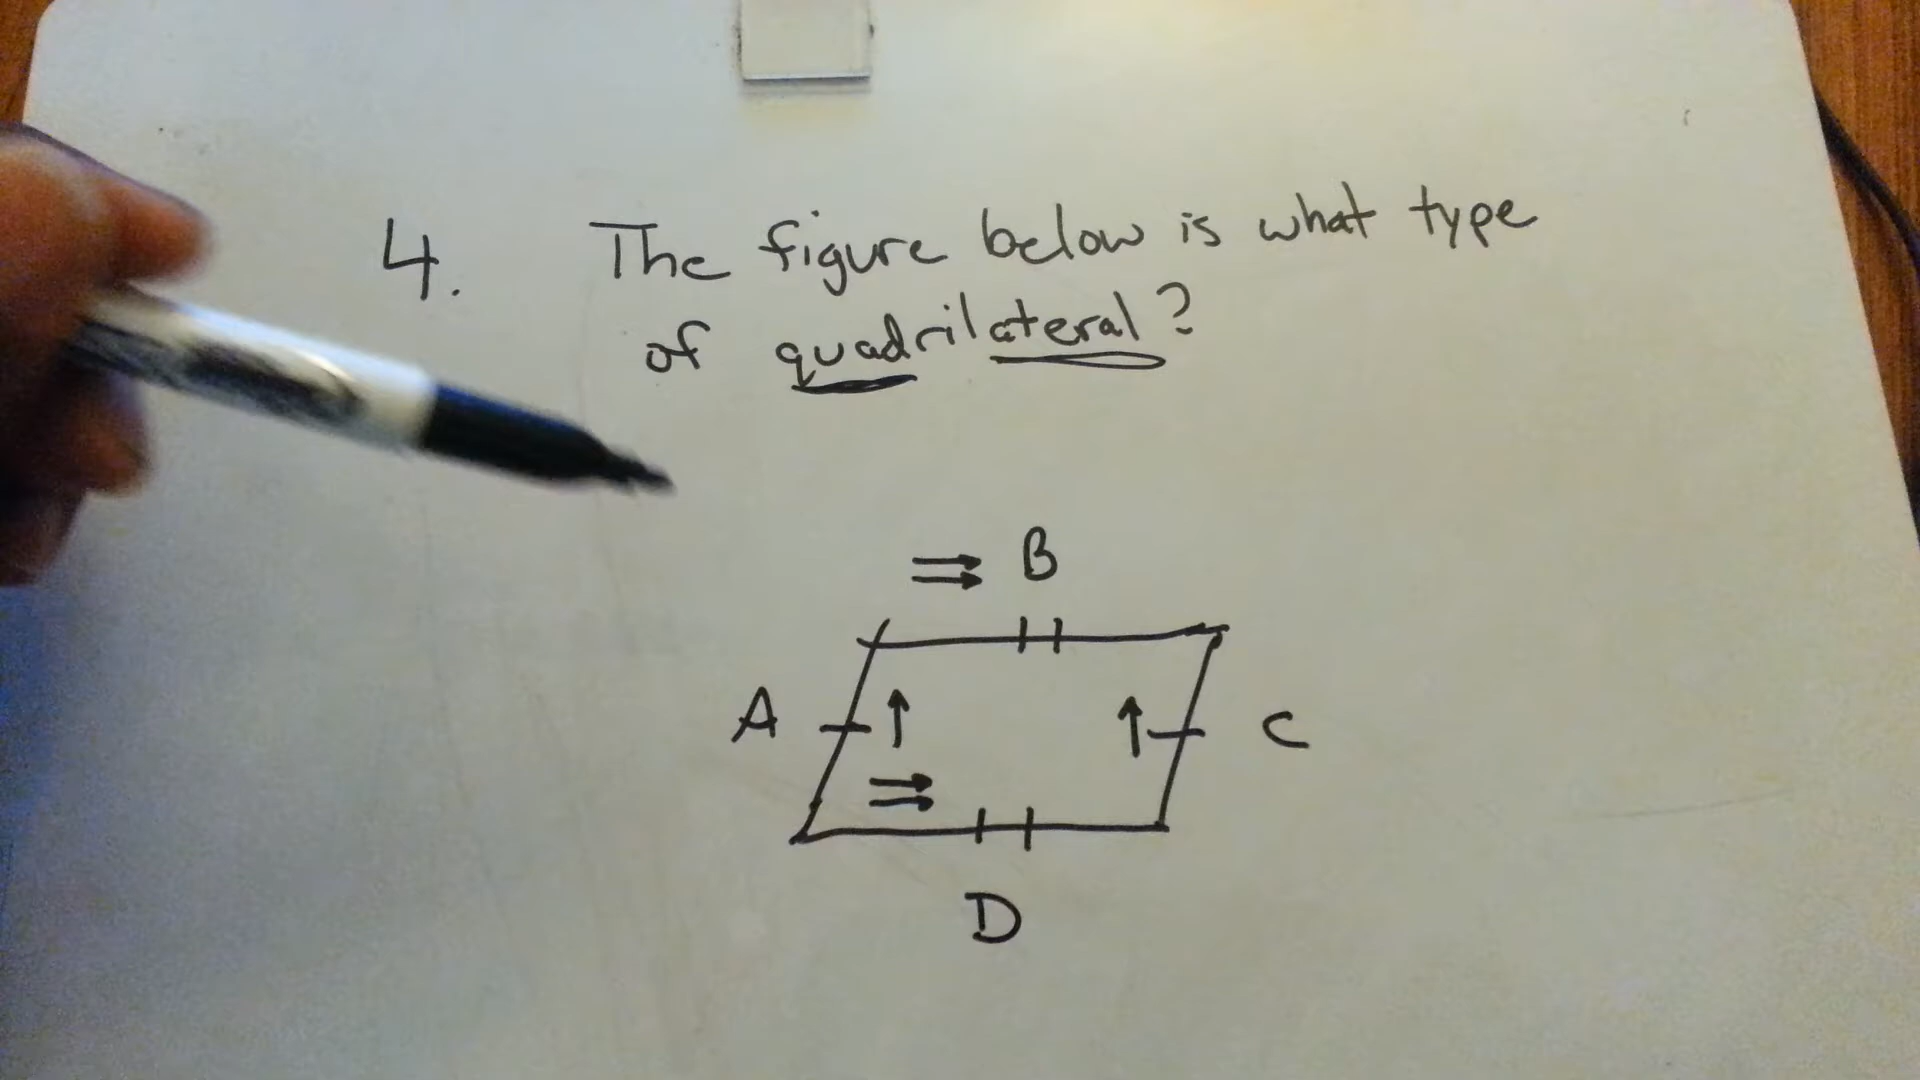 4. The figure below is what type
of quadrilateral?
B
A
C
D